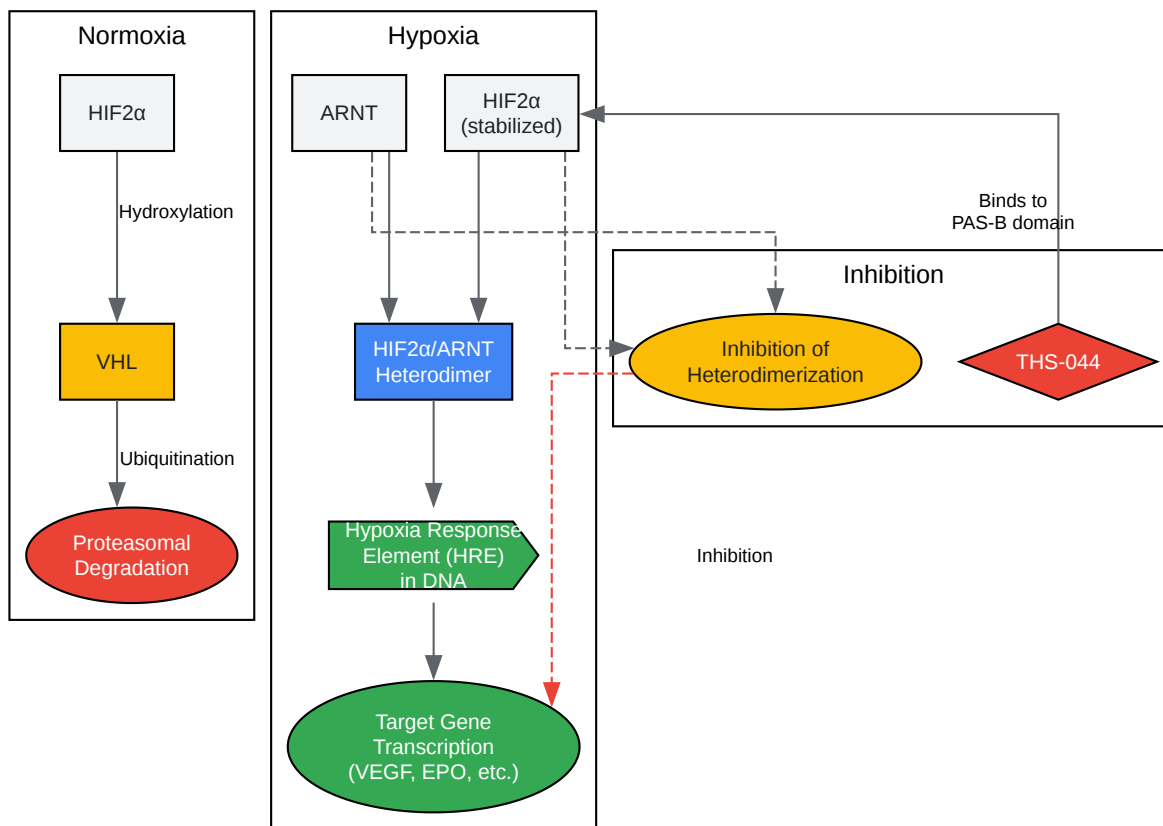 Normoxia
HIF2α
Hydroxylation
VHL
Ubiquitination
Proteasomal
Degradation
Hypoxia
ARNT
HIF2α
(stabilized)
HIF2α/ARNT
Heterodimer
Hypoxia Response
Element (HRE)
in DNA
Target Gene
Transcription
(VEGF, EPO, etc.)
Binds to
PAS-B domain
Inhibition
Inhibition of
Heterodimerization
THS-044
Inhibition